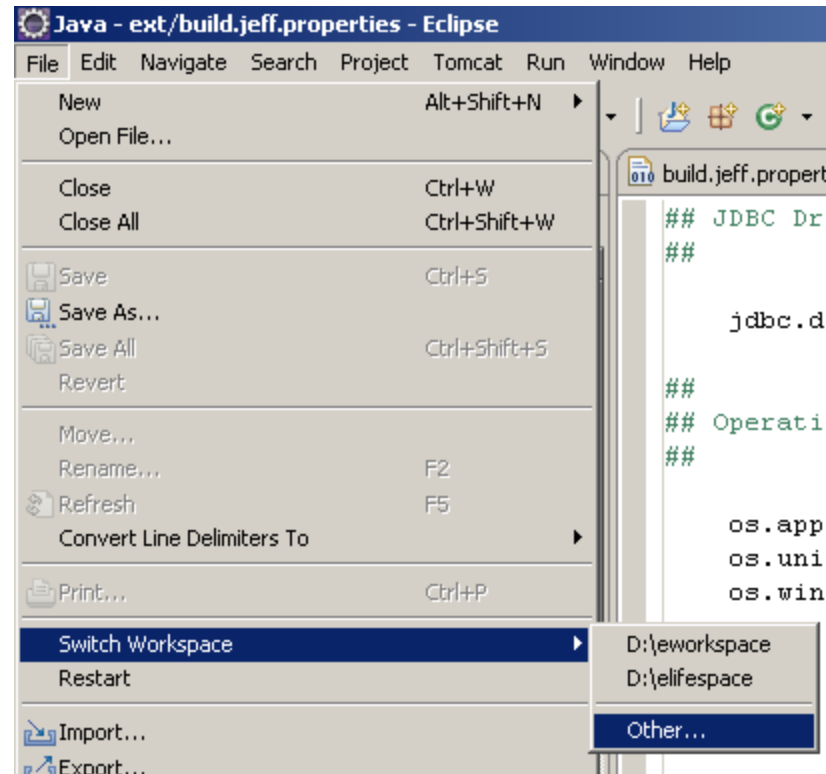 Java - ext/build.jeff.properties - Eclipse
File Edit Navigate Search Project Tomcat Run Window Help
New Alt+Shift+N
Open File...
Close Ctrl+W
Close All Ctrl+Shift+W
Save Ctrl+S
Save As...
Save All Ctrl+Shift+S
Revert
Move...
Rename... F2
Refresh F5
Convert Line Delimiters To
Print... Ctrl+P
Switch Workspace
Restart
Import...
Export...
D:\eworkspace
D:\elifespace
Other...
build.jeff.propert
## JDBC Dr
##
jdbc.d
##
## Operati
##
os.app
os.uni
os.win